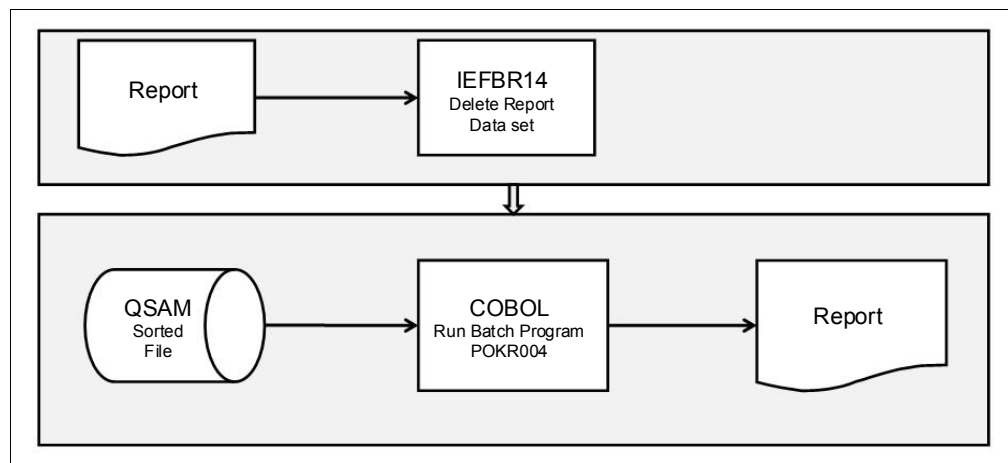 Report
IEFBR14
Delete Report
Data set
QSAM
Sorted
File
COBOL
Run Batch Program
POKR004
Report